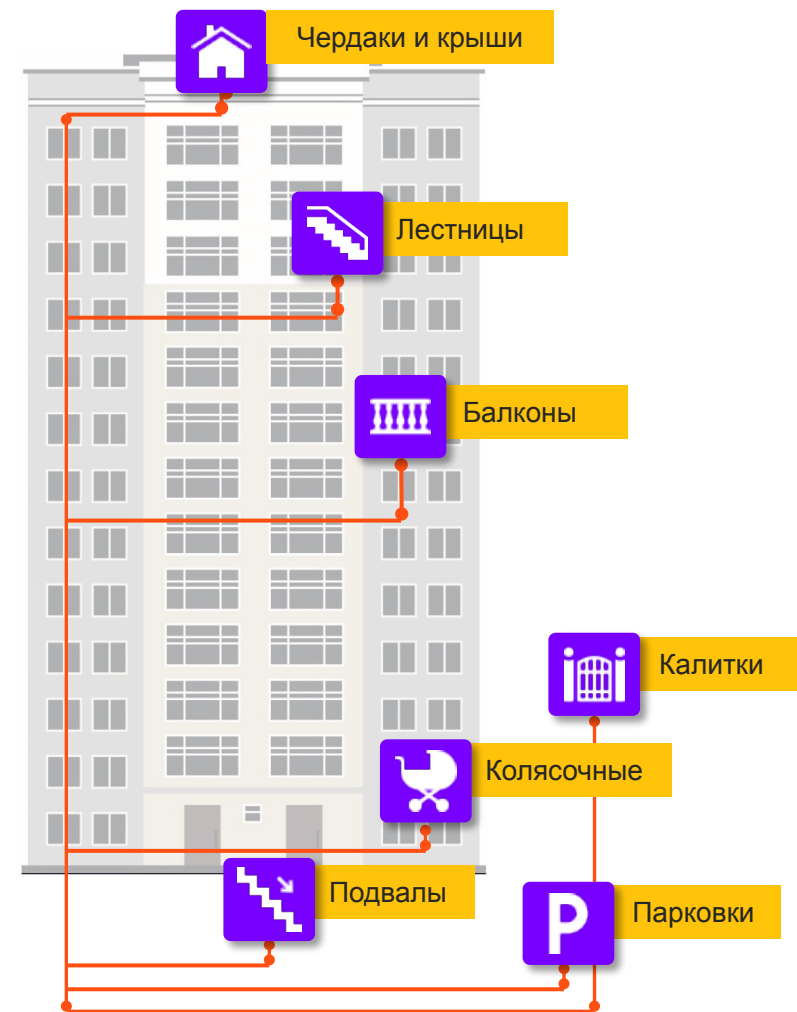 Чердаки и крыши
Лестницы
Балконы
Калитки
Колясочные
Подвалы
P
Парковки